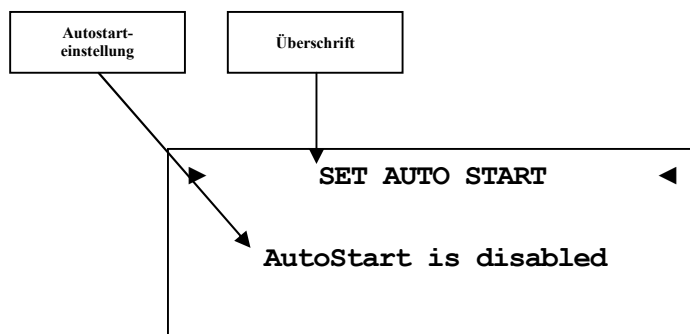 Autostart-
einstellung
Überschrift
SET AUTO START
AutoStart is disabled